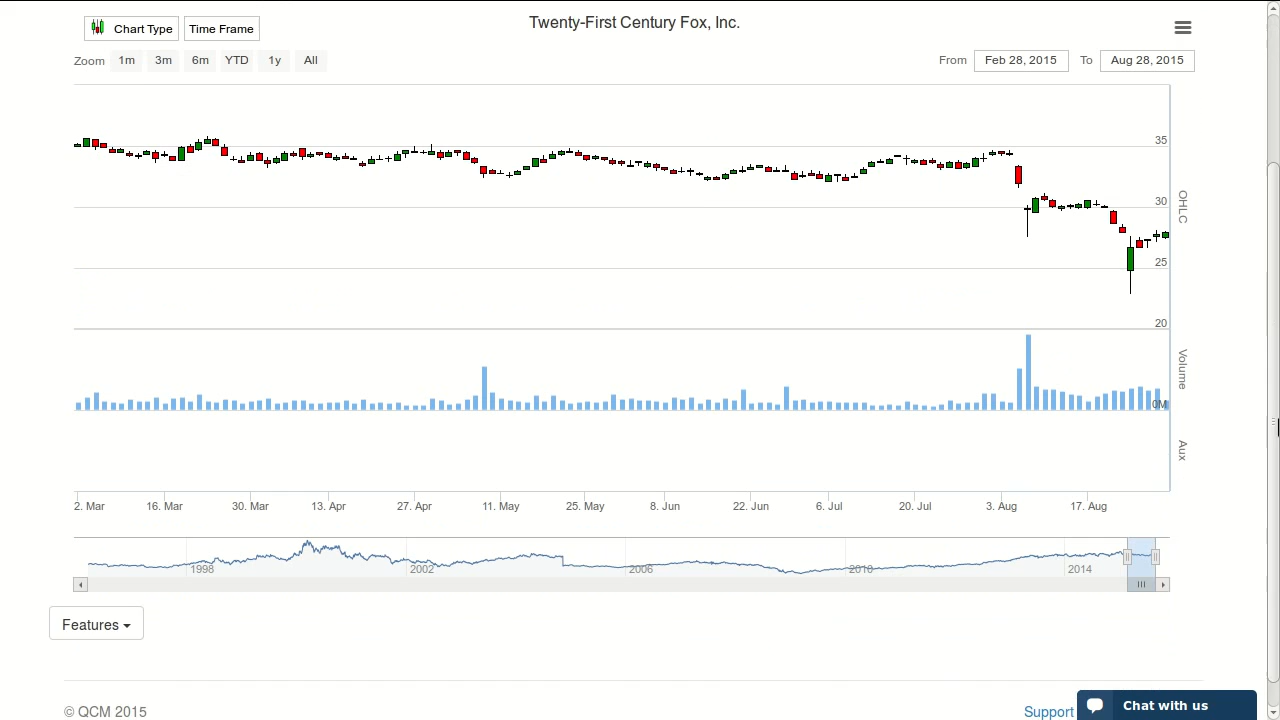 Twenty-First Century Fox, Inc.
Chart Type Time Frame
Zoom 1m 3m 6m YTD 1y All From Feb 28, 2015 To Aug 28, 2015
35
30
25
20
OHLC
Volume
0M
Aux
2. Mar 16. Mar 30. Mar 13. Apr 27. Apr 11. May 25. May 8. Jun 22. Jun 6. Jul 20. Jul 3. Aug 17. Aug
1998 2002 2006 2010 2014
Features
© QCM 2015 Support
Chat with us